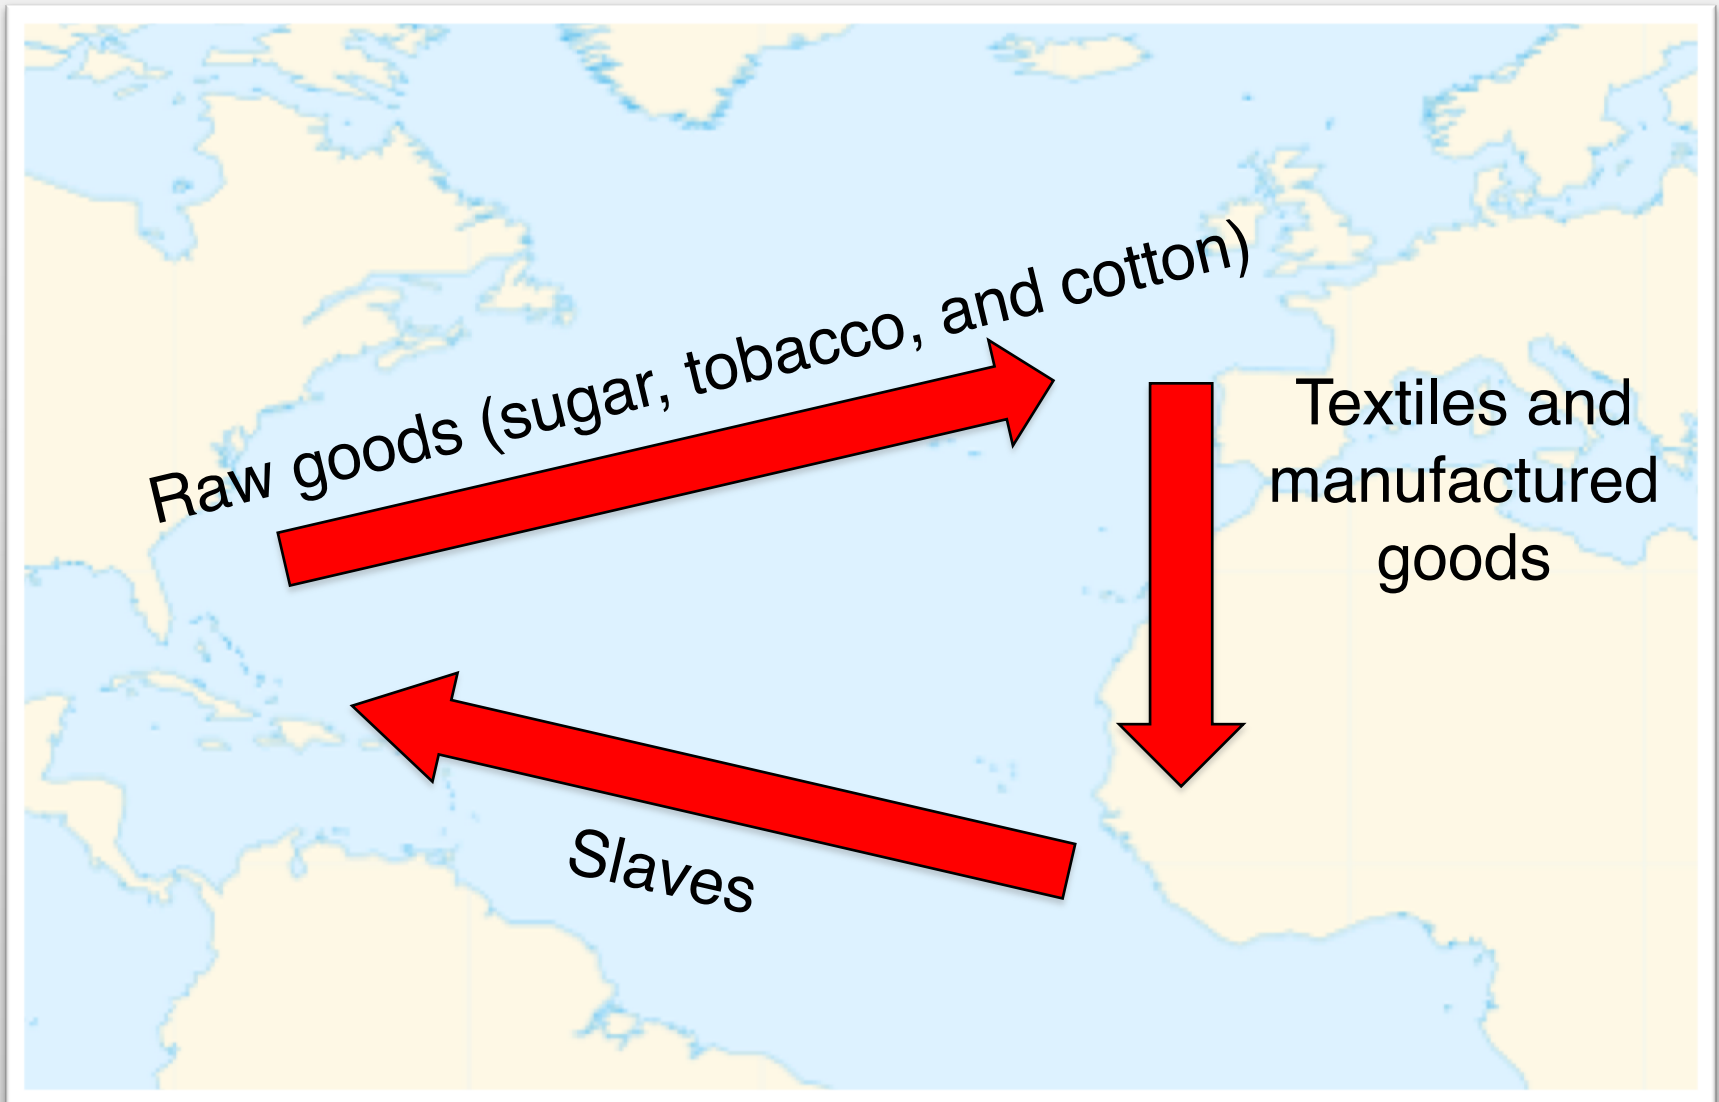 Raw goods (sugar, tobacco, and cotton)
Textiles and
manufactured
goods
Slaves